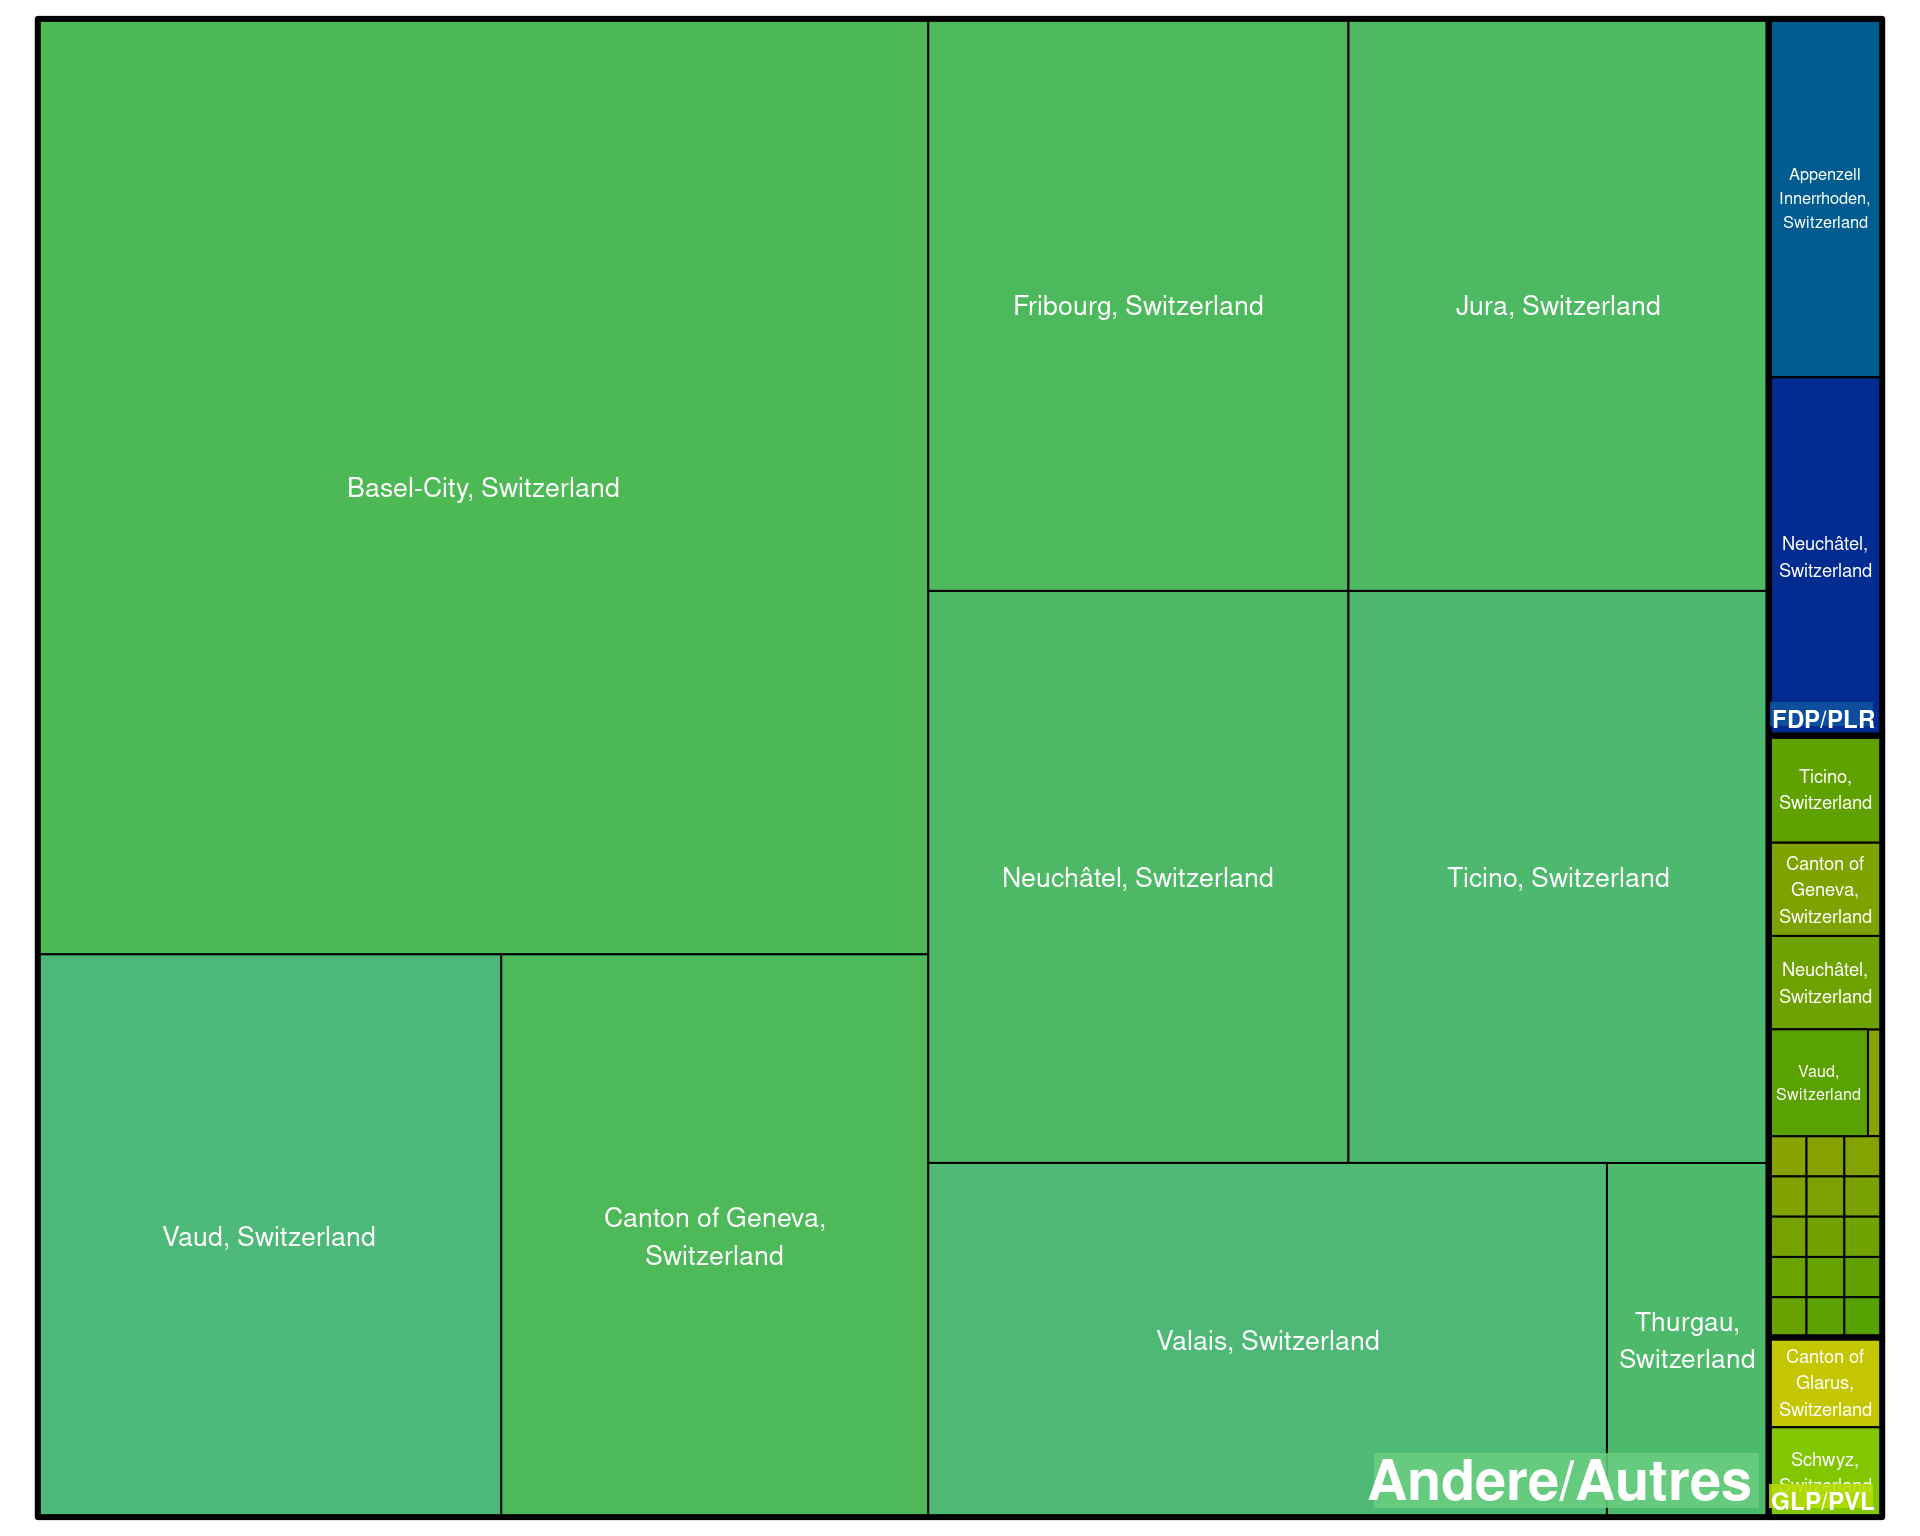 Basel-City, Switzerland
Fribourg, Switzerland
Jura, Switzerland
Neuchâtel, Switzerland
Ticino, Switzerland
Vaud, Switzerland
Canton of Geneva,
Switzerland
Valais, Switzerland
Thurgau,
Switzerland
Andere/Autres
Appenzell
Innerrhoden,
Switzerland
Neuchâtel,
Switzerland
FDP/PLR
Ticino,
Switzerland
Canton of
Geneva,
Switzerland
Neuchâtel,
Switzerland
Vaud,
Switzerland
Canton of
Glarus,
Switzerland
Schwyz,
Switzerland
GLP/PVL